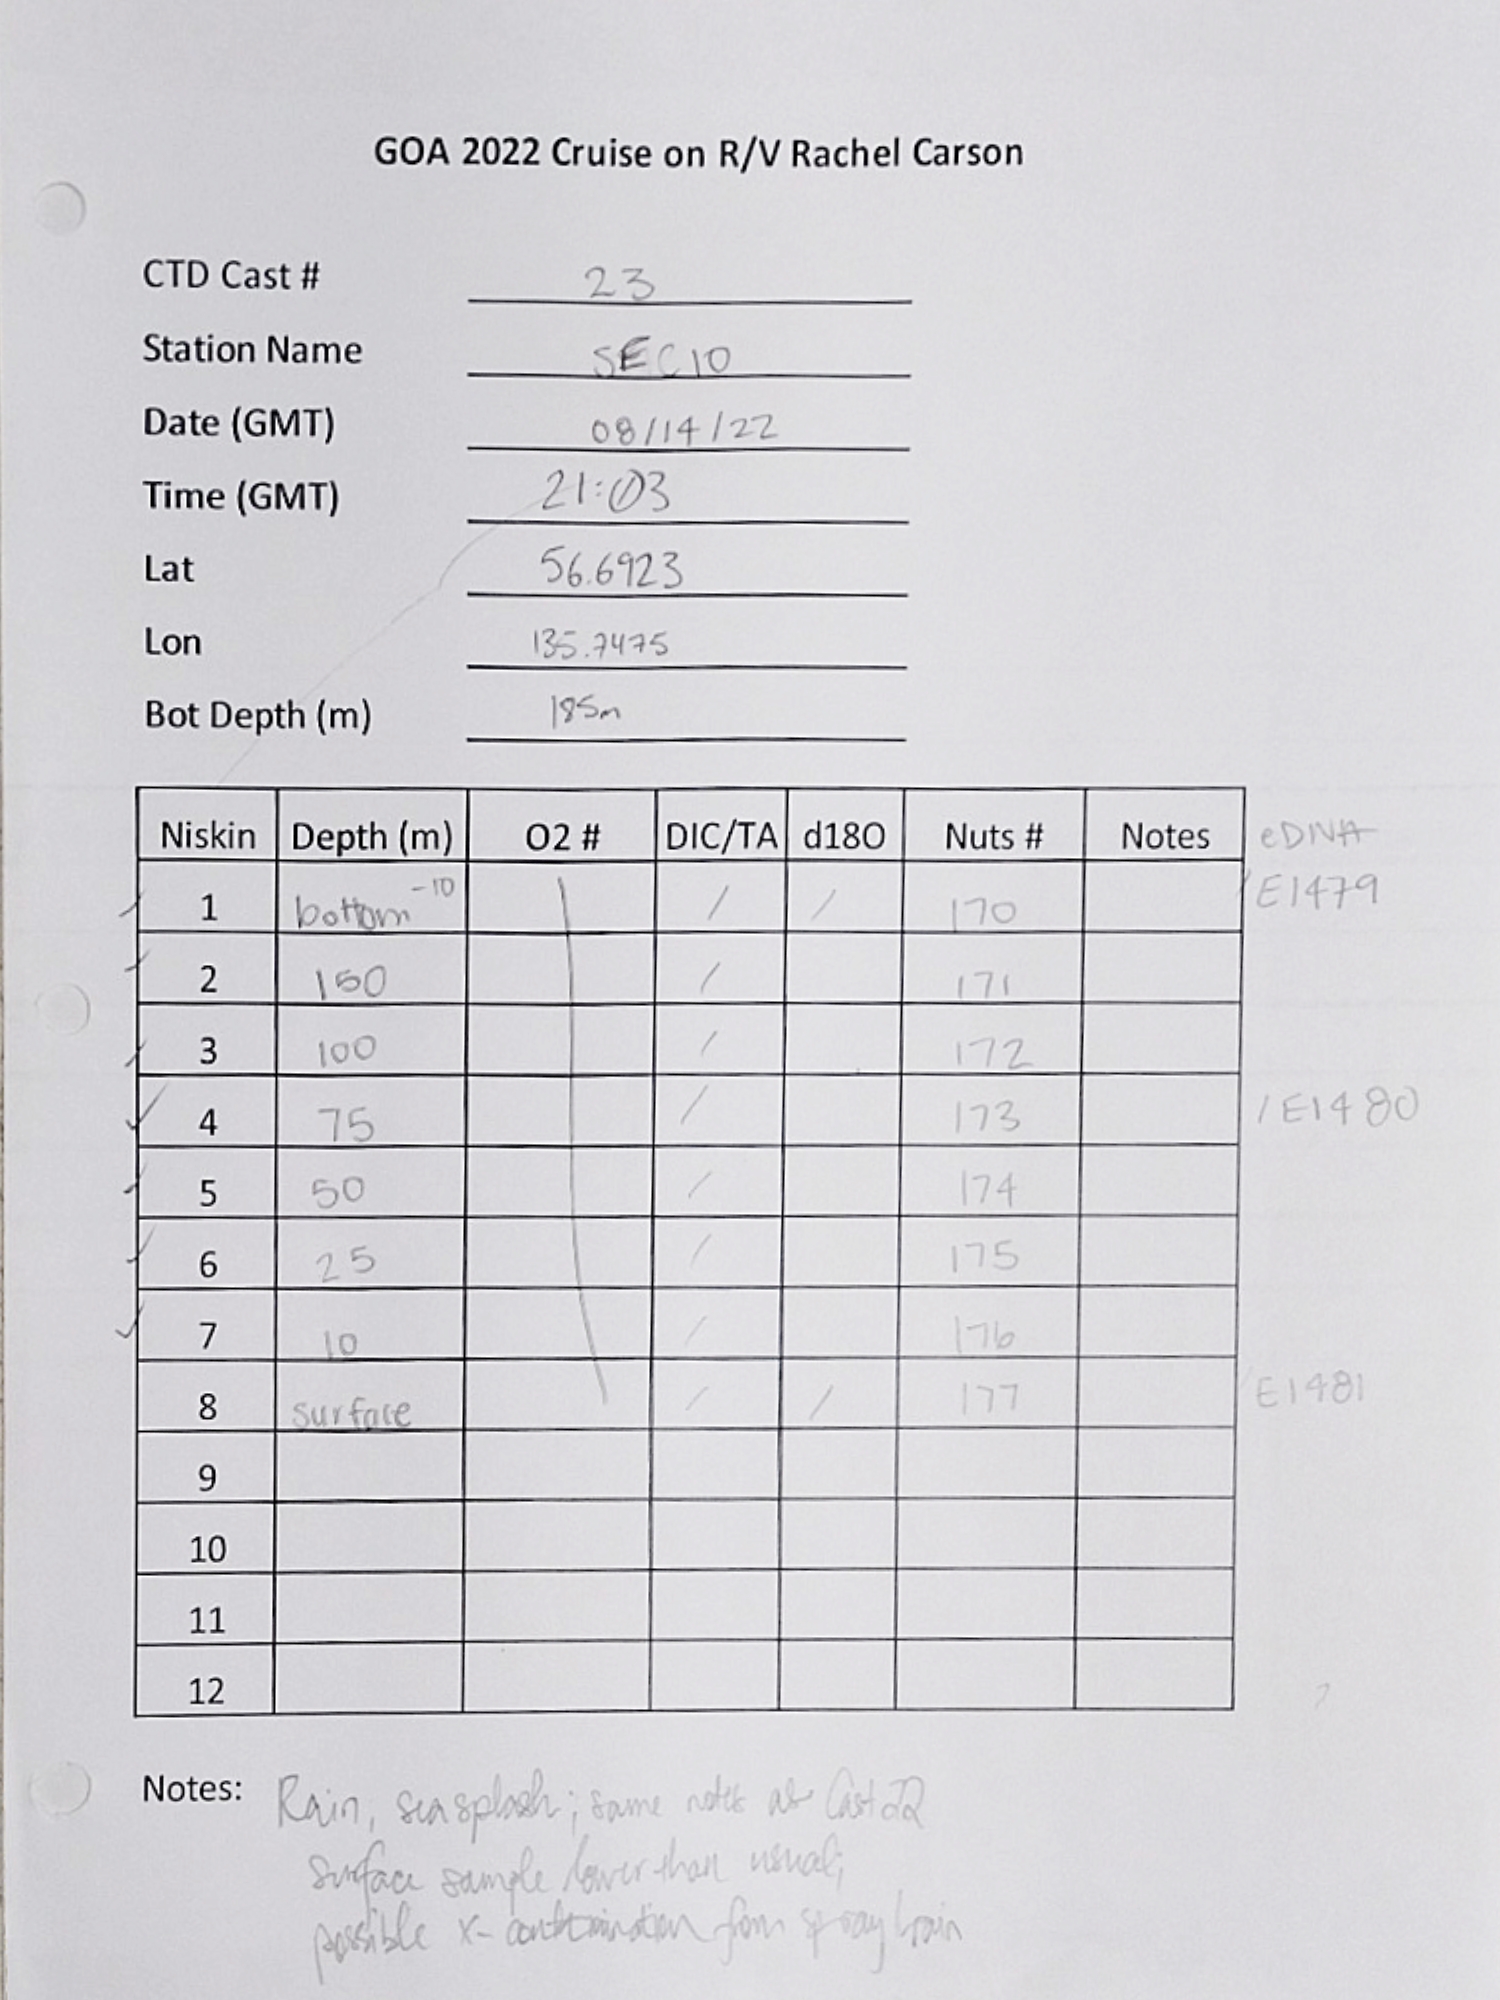 GOA 2022 Cruise on R/V Rachel Carson
CTD Cast # 23
Station Name SEC10
Date (GMT) 08/14/22
Time (GMT) 21:03
Lat 56.6923
Lon 135.7475
Bot Depth (m) 185m
Niskin Depth (m) O2 # DIC/TA d18O Nuts # Notes eDNA
1 bottom -10 / / 170 / E1479
2 150 / 171
3 100 / 172
4 75 / 173 / E1480
5 50 / 174
6 25 / 175
7 10 / 176
8 surface / / 177 / E1481
9
10
11
12
Notes: Rain, sea splash; same notes as Cast 22
surface sample lower than usual;
possible x-contamination from spray/rain